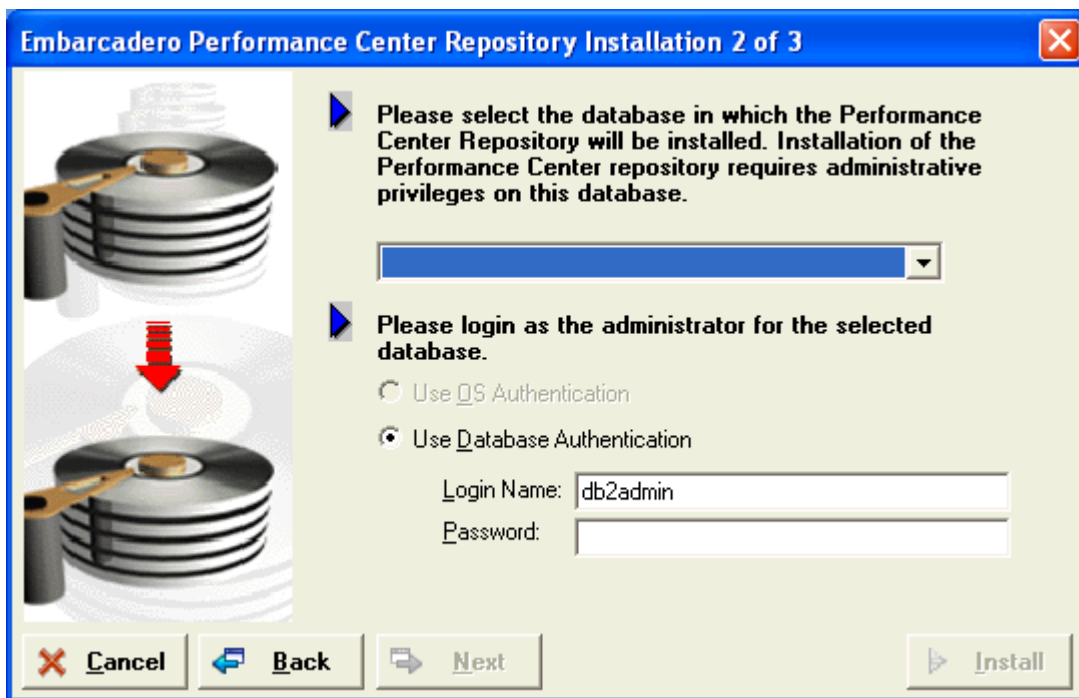 Embarcadero Performance Center Repository Installation 2 of 3
Please select the database in which the Performance
Center Repository will be installed. Installation of the
Performance Center repository requires administrative
privileges on this database.
Please login as the administrator for the selected
database.
Use OS Authentication
Use Database Authentication
Login Name: db2admin
Password:
Cancel Back Next Install